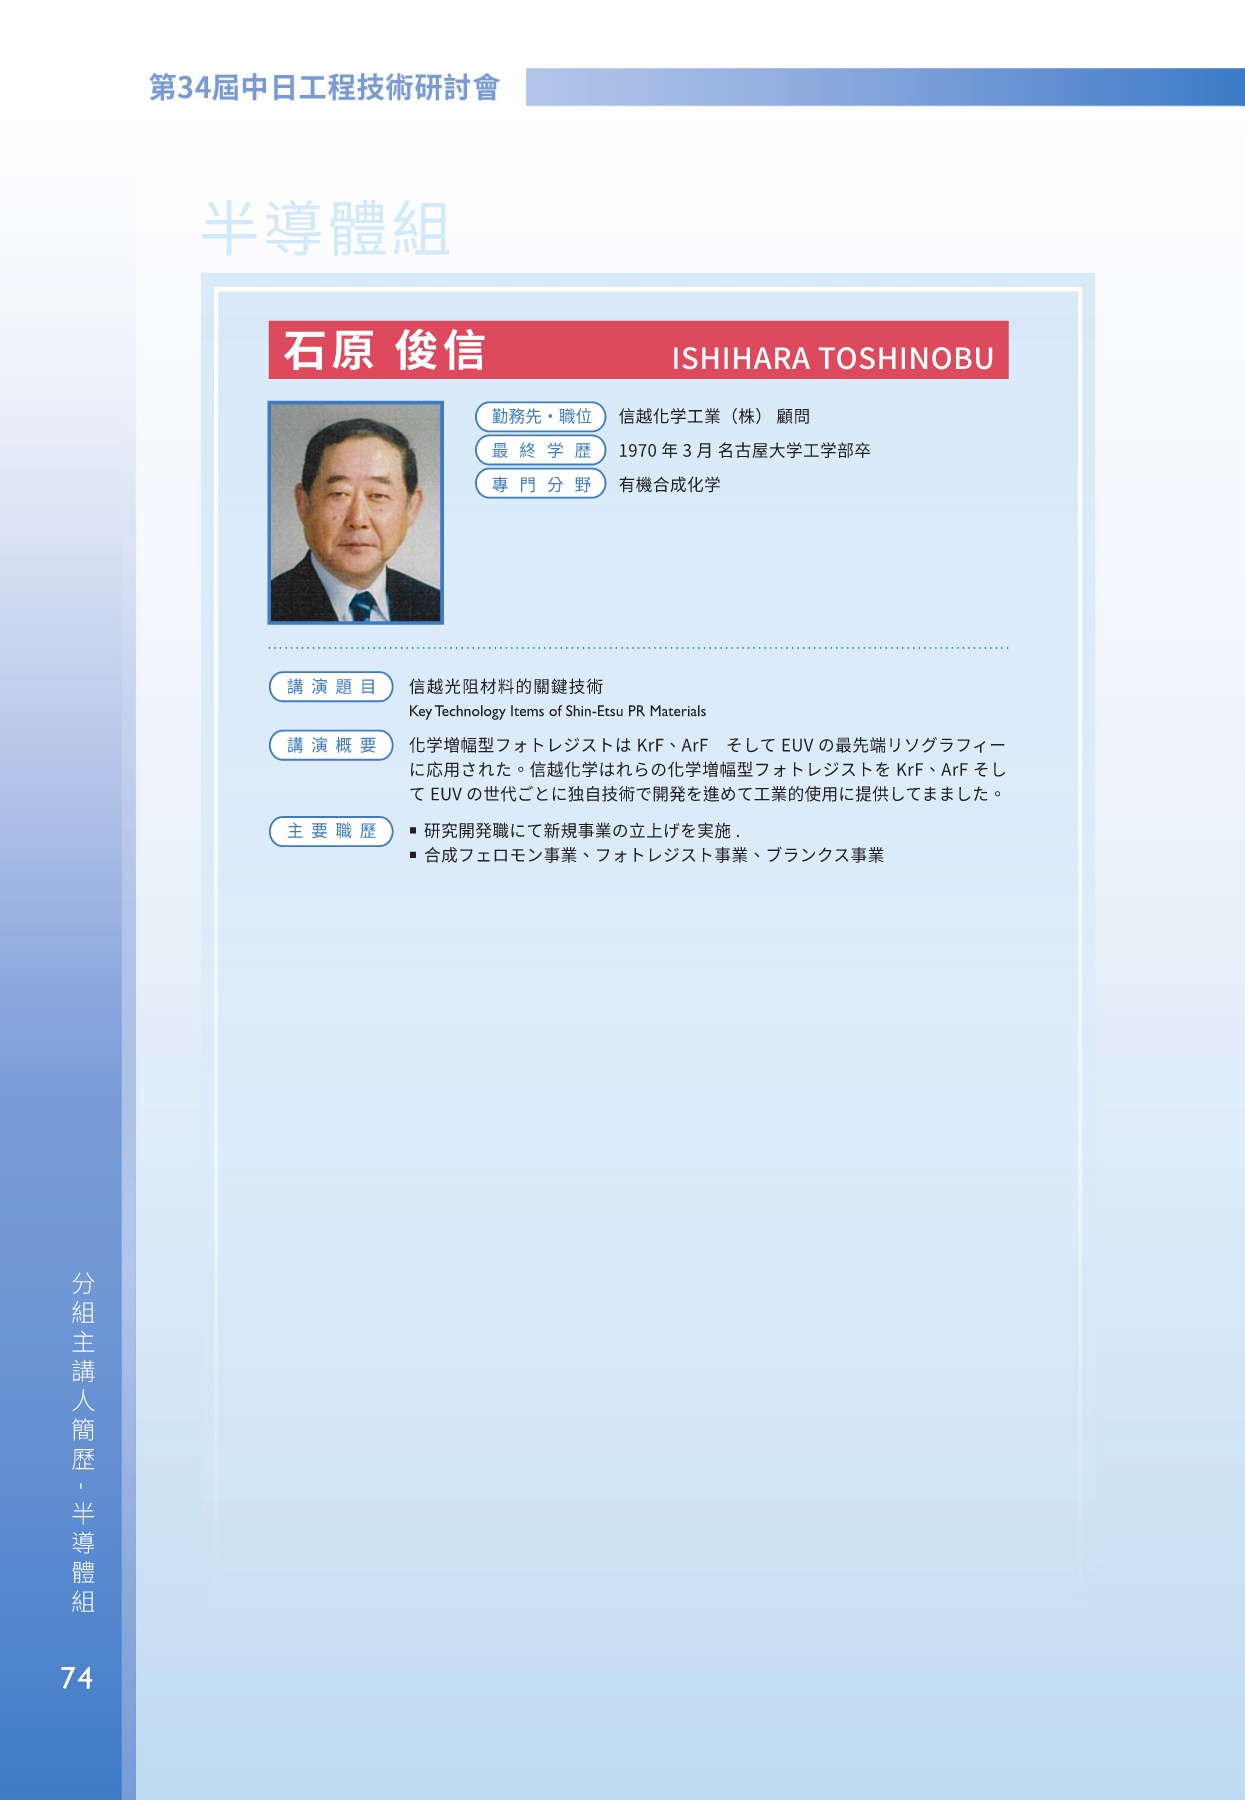 第34屆中日工程技術研討會
半導體組
石原 俊信 ISHIHARA TOSHINOBU
勤務先・職位 信越化学工業（株） 顧問
最終学歴 1970 年 3 月 名古屋大学工学部卒
專門分野 有機合成化学
講演題目 信越光阻材料的關鍵技術
Key Technology Items of Shin-Etsu PR Materials
講演概要 化学増幅型フォトレジストは KrF、ArF　そして EUV の最先端リソグラフィー
に応用された。信越化学はれらの化学増幅型フォトレジストを KrF、ArF そし
て EUV の世代ごとに独自技術で開発を進めて工業的使用に提供してまました。
主要職歷 ▪ 研究開発職にて新規事業の立上げを実施 .
▪ 合成フェロモン事業、フォトレジスト事業、ブランクス事業
分組主講人簡歷-半導體組
74